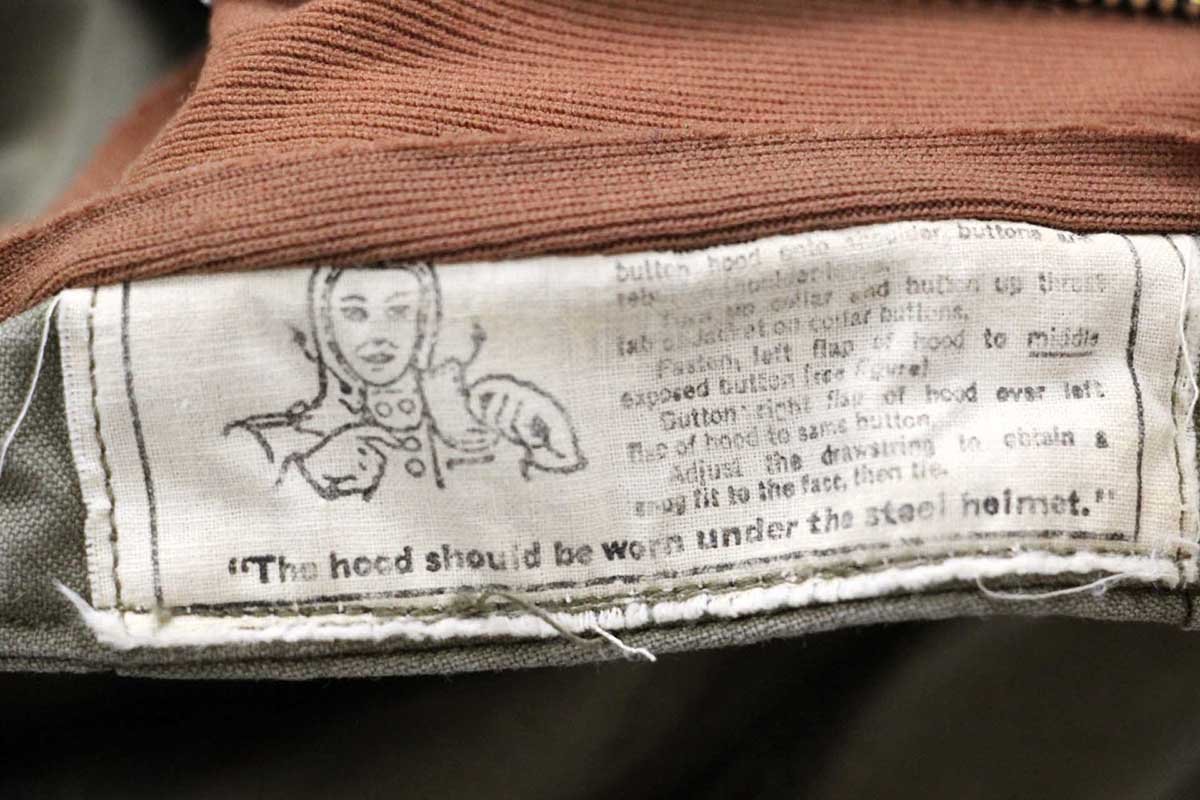 button hood onto shoulder buttons are
Turn up collar and button up throat
tab of jacket on collar buttons.
Fasten left flap of hood to middle
exposed button (see figure)
Button right flap of hood over left
flap of hood to same button.
Adjust the drawstring to obtain a
snug fit to the face, then tie.
"The hood should be worn under the steel helmet."